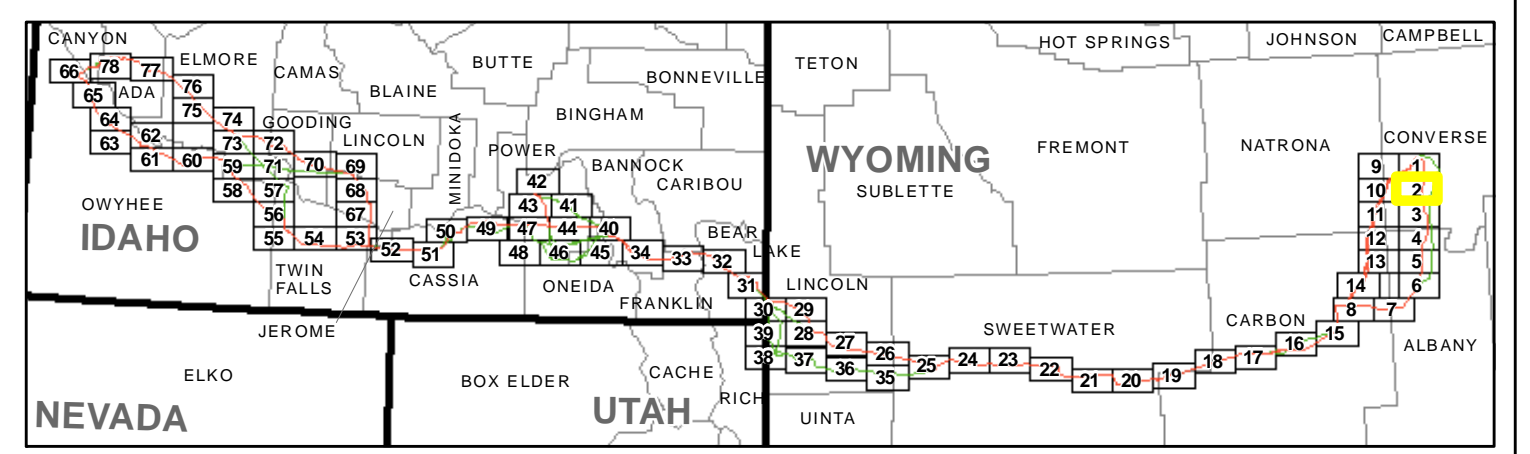 CANYON
HOT SPRINGS
JOHNSON
CAMPBELL
ELMORE
BUTTE
TETON
66
78
77
CAMAS
BONNEVILLE
ADA
76
65
BLAINE
75
BINGHAM
64
74
GOODING
63
62
73
72
LINCOLN
MINIDOKA
POWER
WYOMING
FREMONT
NATRONA
CONVERSE
61
60
59
71
70
69
BANNOCK
9
1
42
CARIBOU
58
57
68
SUBLETTE
10
2
OWYHEE
43
41
56
67
11
3
IDAHO
50
49
47
44
40
BEAR
LAKE
55
54
53
52
51
48
46
45
34
33
32
12
4
13
5
TWIN
FALLS
CASSIA
ONEIDA
31
LINCOLN
14
6
FRANKLIN
30
29
8
7
JEROME
39
28
SWEETWATER
CARBON
15
27
16
ALBANY
38
37
26
25
24
23
22
18
17
36
35
21
20
19
ELKO
BOX ELDER
CACHE
RICH
NEVADA
UTAH
UINTA